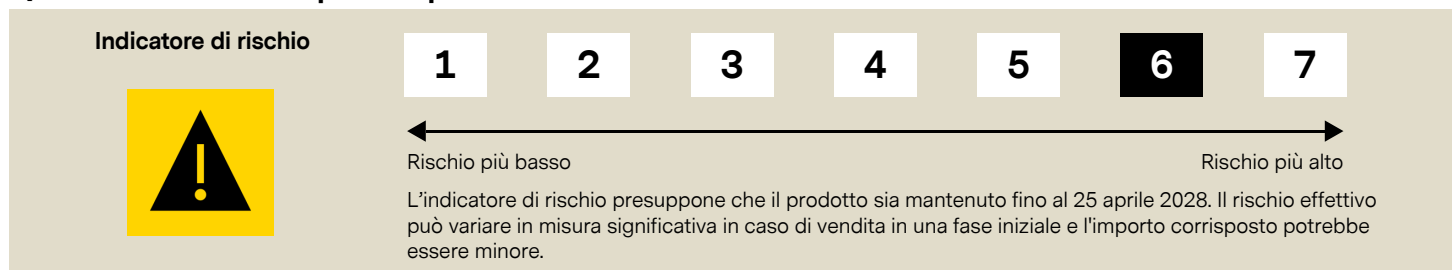 Indicatore di rischio
1 2 3 4 5 6 7
Rischio più basso
Rischio più alto
L'indicatore di rischio presuppone che il prodotto sia mantenuto fino al 25 aprile 2028. Il rischio effettivo
può variare in misura significativa in caso di vendita in una fase iniziale e l'importo corrisposto potrebbe
essere minore.